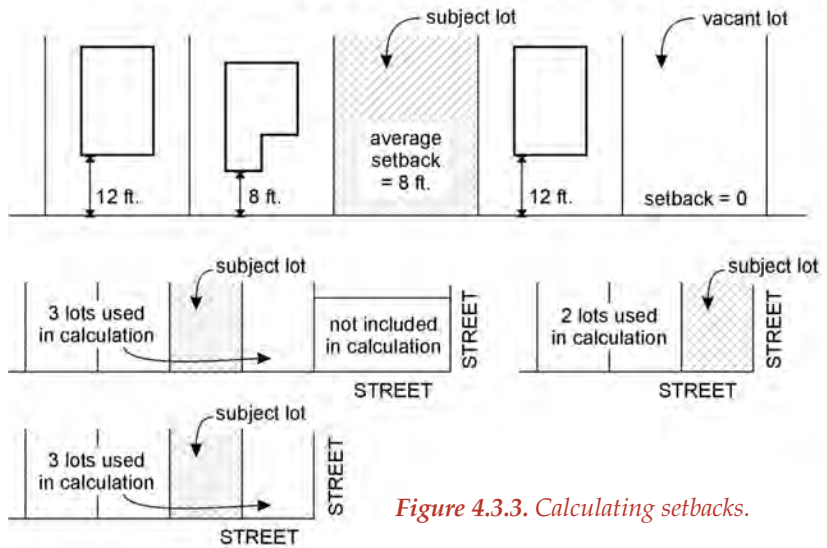 subject lot
vacant lot
average
setback
= 8 ft.
12 ft.
8 ft.
12 ft.
setback = 0
subject lot
3 lots used
in calculation
not included
in calculation
STREET
STREET
subject lot
2 lots used
in calculation
STREET
STREET
subject lot
3 lots used
in calculation
STREET
STREET
Figure 4.3.3. Calculating setbacks.